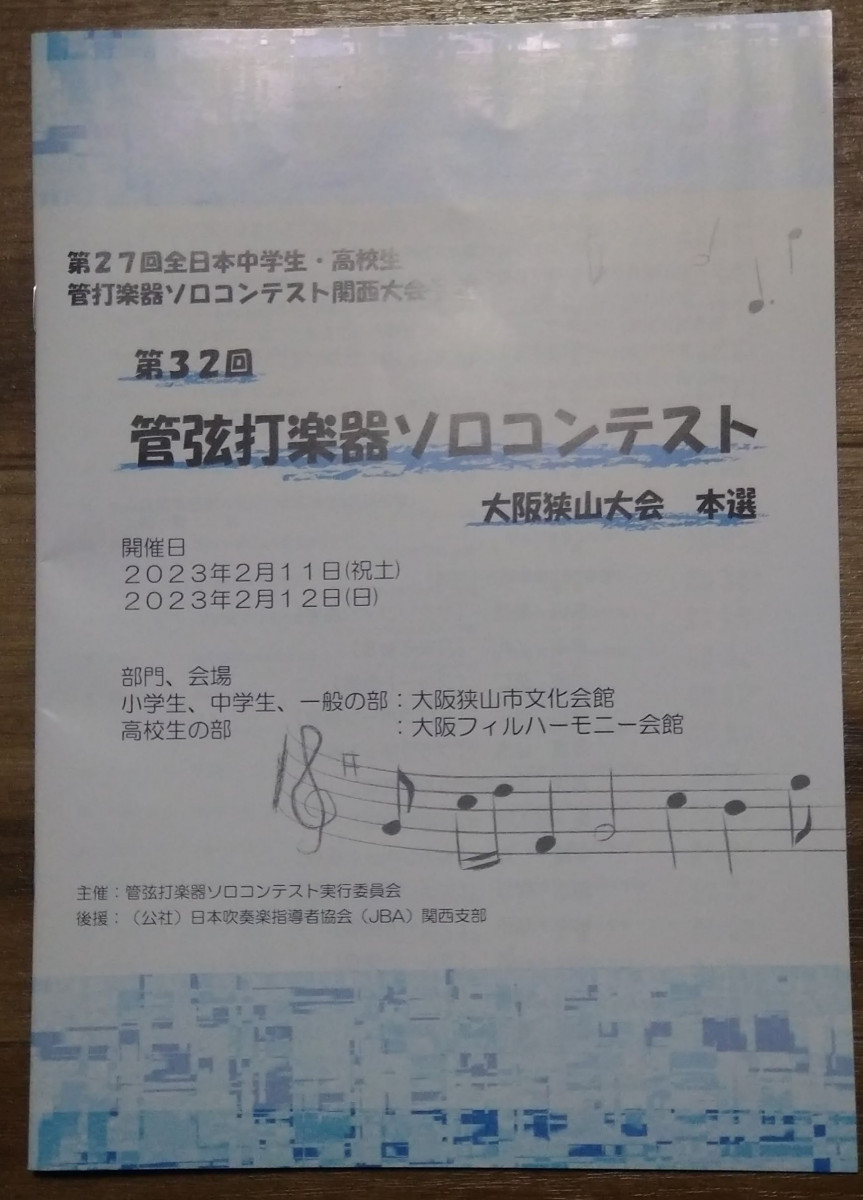 第27回全日本中学生・高校生
管打楽器ソロコンテスト関西大会
第32回
管弦打楽器ソロコンテスト
大阪狭山大会 本選
開催日
2023年2月11日(祝土)
2023年2月12日(日)
部門、会場
小学生、中学生、一般の部：大阪狭山市文化会館
高校生の部 ：大阪フィルハーモニー会館
主催：管弦打楽器ソロコンテスト実行委員会
後援：（公社）日本吹奏楽指導者協会（JBA）関西支部